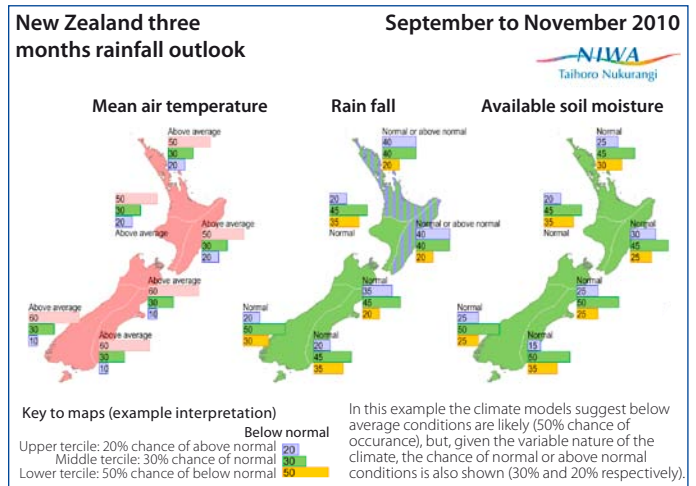 New Zealand three
months rainfall outlook
September to November 2010
NIWA
Taihoro Nukurangi
Mean air temperature
Above average
50
30
20
50
30
20
Above average
Above average
50
30
20
Above average
60
30
10
Above average
60
30
10
Above average
60
30
10
Rain fall
Normal or above normal
40
40
20
20
45
35
Normal
Normal or above normal
40
40
20
Normal
35
45
20
Normal
20
50
30
Normal
20
45
35
Available soil moisture
Normal
25
45
30
20
45
35
Normal
Normal
30
45
25
Normal
25
50
25
Normal
25
50
25
Normal
15
50
35
Key to maps (example interpretation)
Below normal
Upper tercile: 20% chance of above normal 20
Middle tercile: 30% chance of normal 30
Lower tercile: 50% chance of below normal 50
In this example the climate models suggest below
average conditions are likely (50% chance of
occurance), but, given the variable nature of the
climate, the chance of normal or above normal
conditions is also shown (30% and 20% respectively).